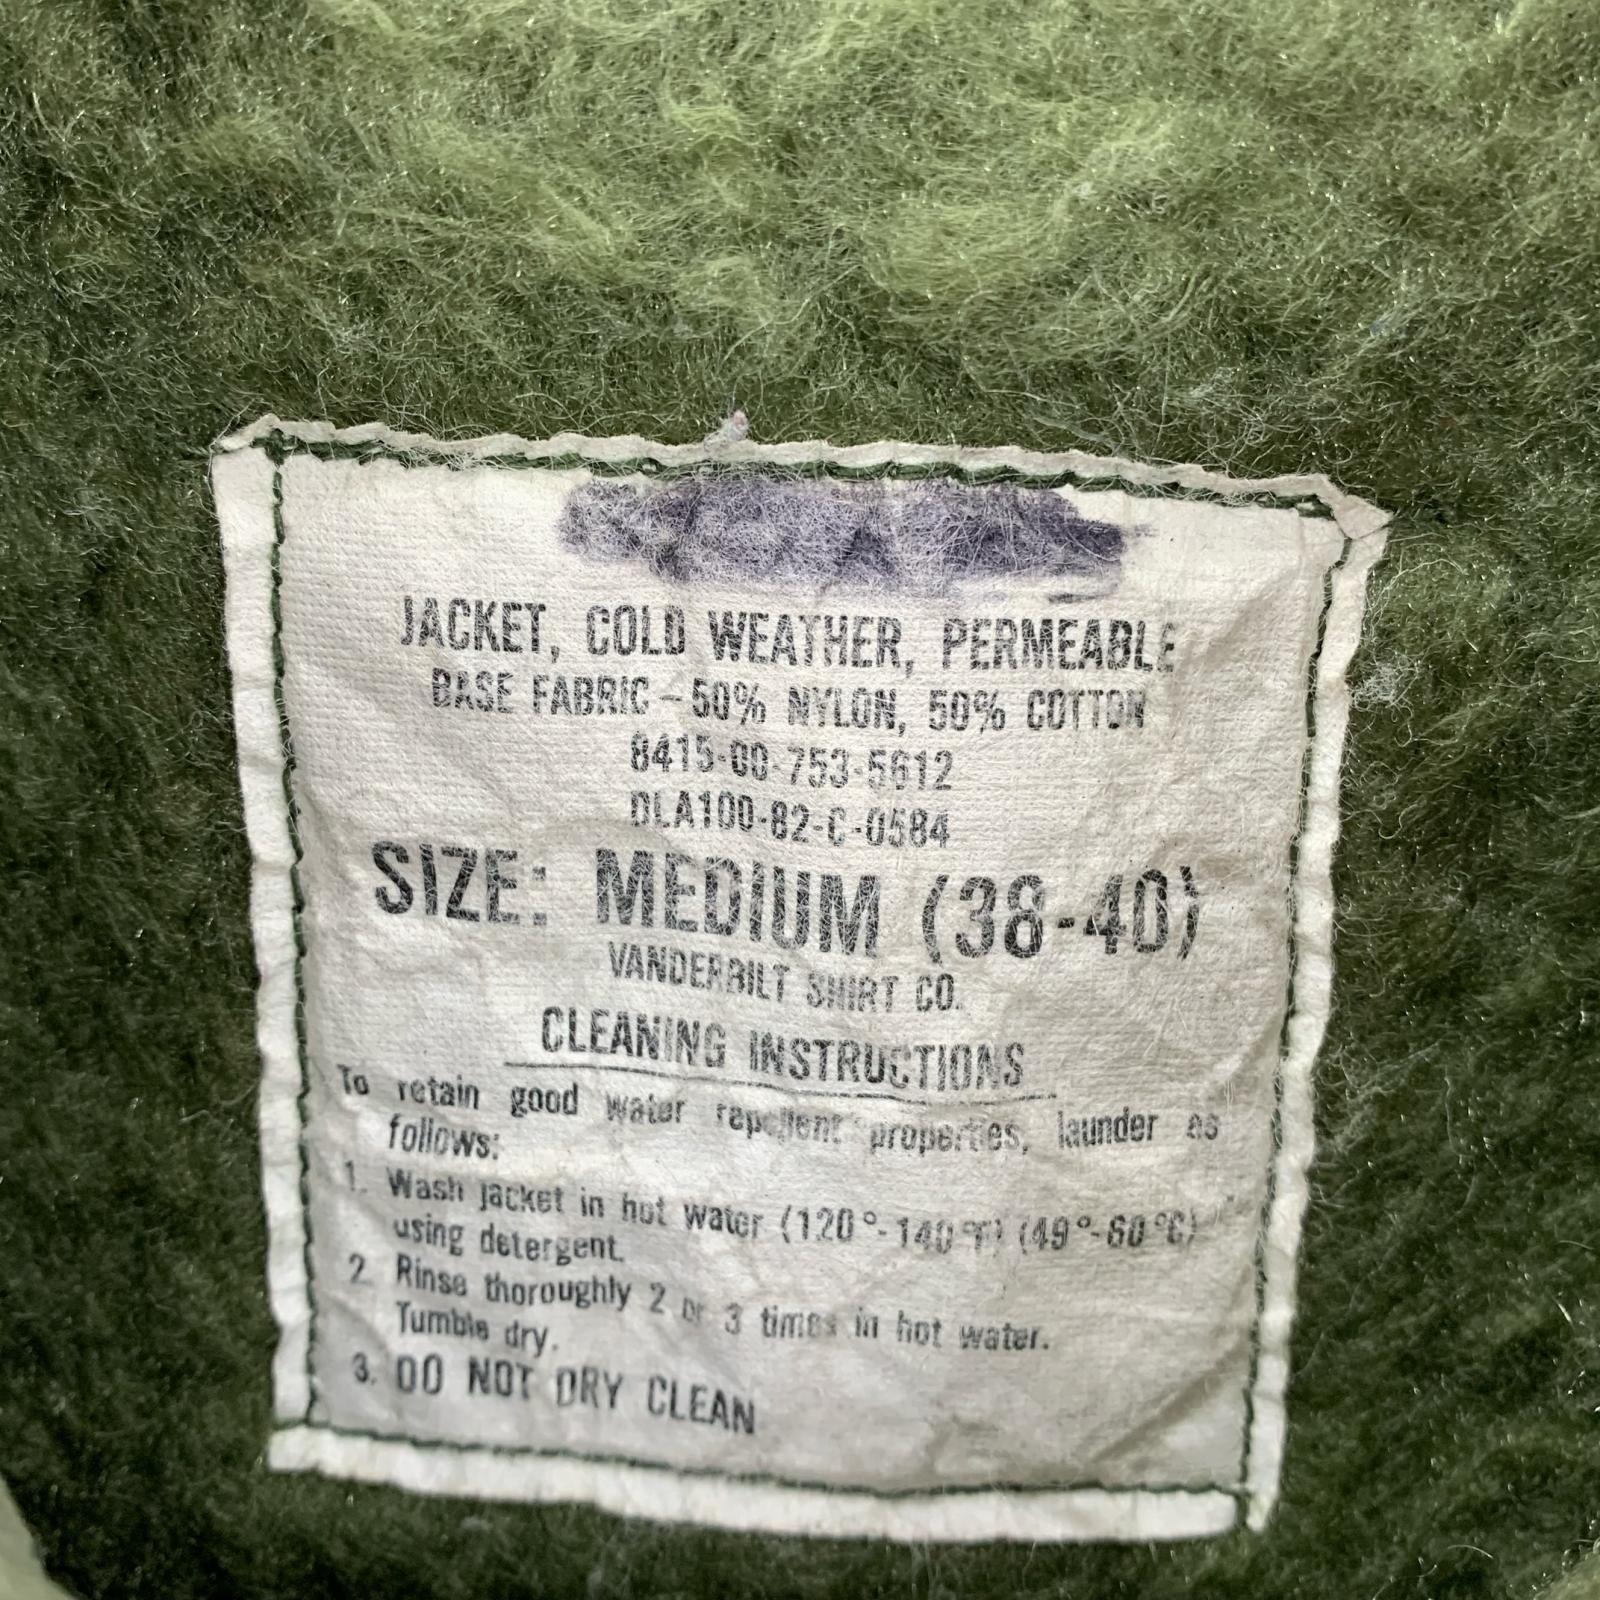 JACKET, COLD WEATHER, PERMEABLE
BASE FABRIC - 50% NYLON, 50% COTTON
8415-00-753-5612
DLA100-82-C-0584
SIZE: MEDIUM (38-40)
VANDERBILT SHIRT CO.
CLEANING INSTRUCTIONS
To retain good water repellent properties, launder as
follows:
1. Wash jacket in hot water (120°-140°F) (49°-60°C)
using detergent.
2. Rinse thoroughly 2 or 3 times in hot water.
Tumble dry.
3. DO NOT DRY CLEAN